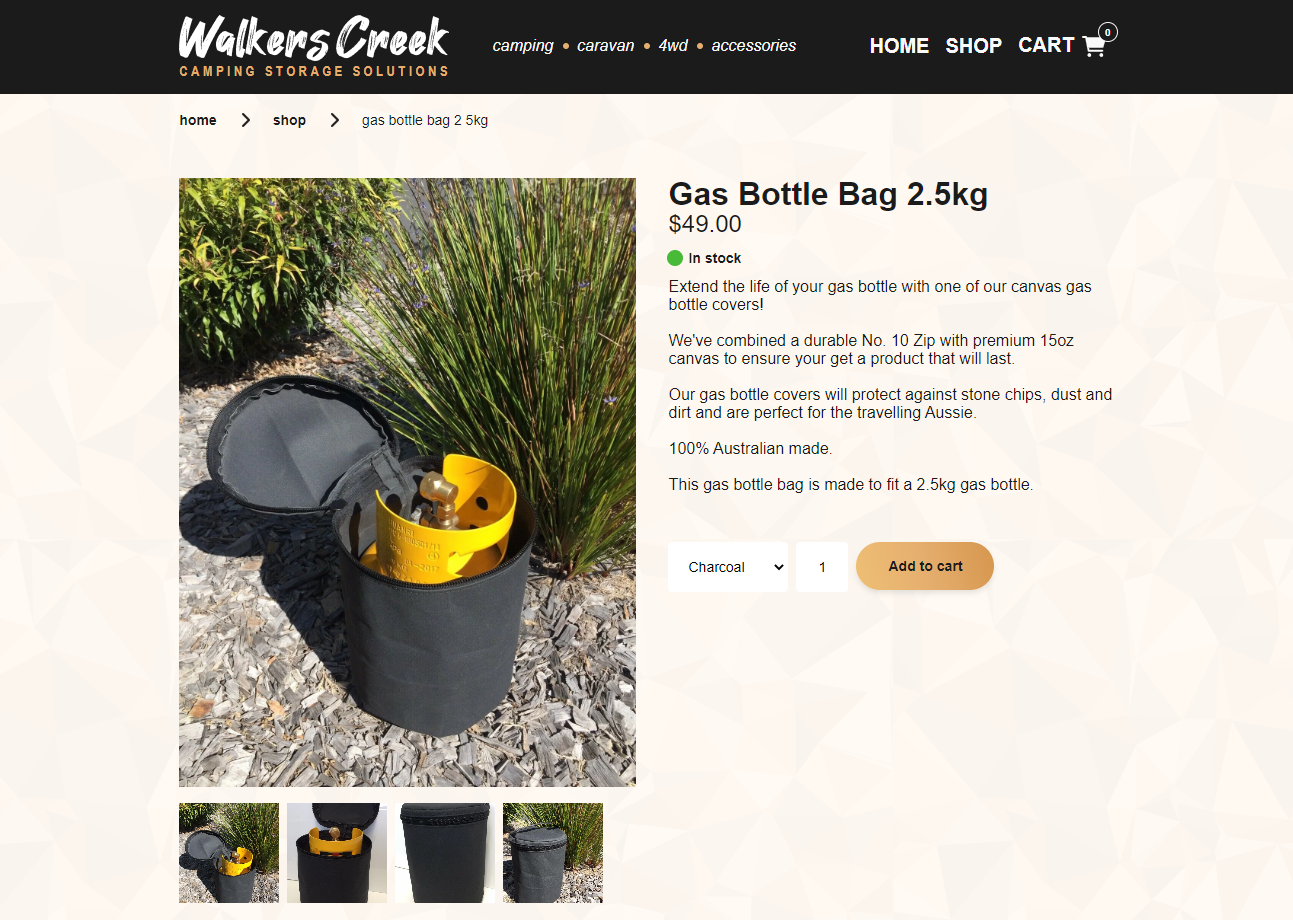 Walkers Creek
CAMPING STORAGE SOLUTIONS
camping • caravan • 4wd • accessories
HOME SHOP CART 0
home > shop > gas bottle bag 2 5kg
Gas Bottle Bag 2.5kg
$49.00
In stock
Extend the life of your gas bottle with one of our canvas gas
bottle covers!
We've combined a durable No. 10 Zip with premium 15oz
canvas to ensure your get a product that will last.
Our gas bottle covers will protect against stone chips, dust and
dirt and are perfect for the travelling Aussie.
100% Australian made.
This gas bottle bag is made to fit a 2.5kg gas bottle.
Charcoal 1 Add to cart